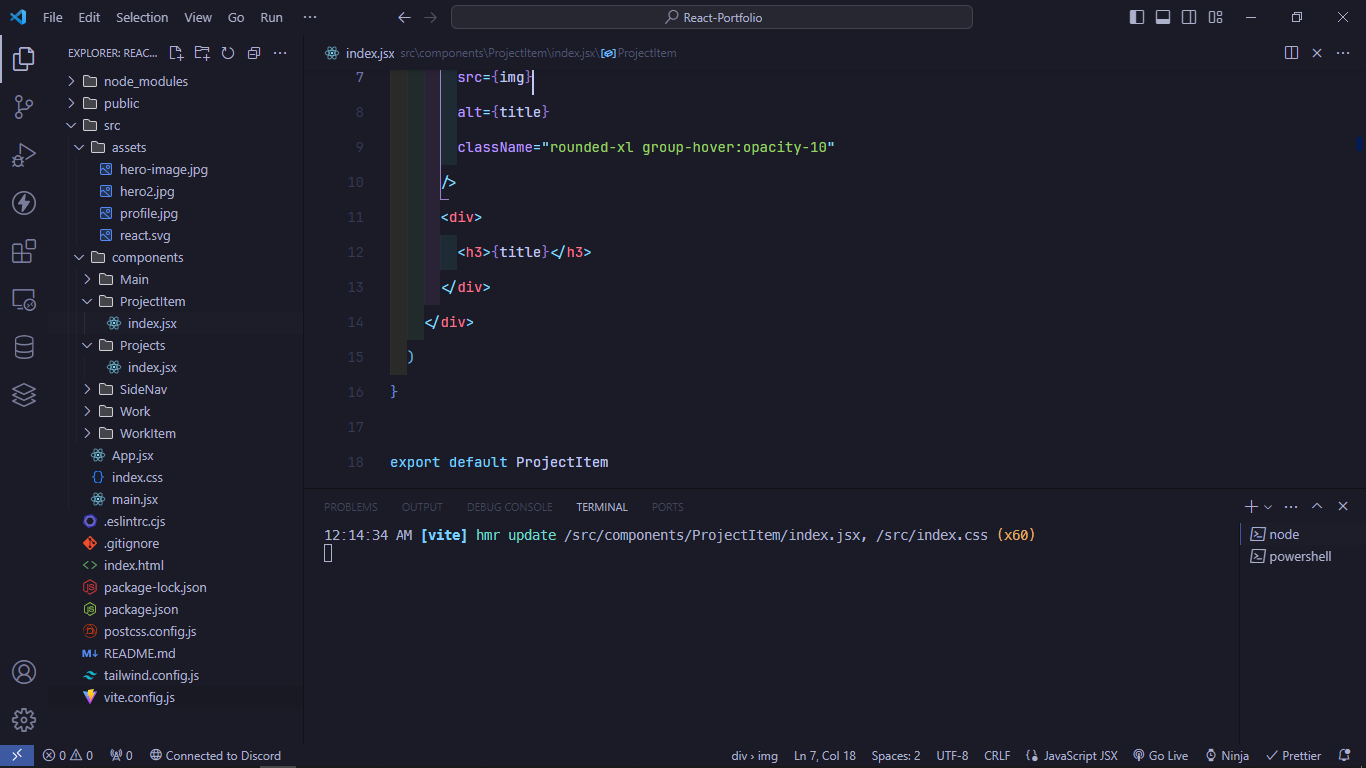 File Edit Selection View Go Run ··· React-Portfolio
EXPLORER: REAC...
index.jsx src\components\ProjectItem\index.jsx\ProjectItem
node_modules
public
src
assets
hero-image.jpg
hero2.jpg
profile.jpg
react.svg
components
Main
ProjectItem
index.jsx
Projects
index.jsx
SideNav
Work
WorkItem
App.jsx
index.css
main.jsx
.eslintrc.cjs
.gitignore
index.html
package-lock.json
package.json
postcss.config.js
README.md
tailwind.config.js
vite.config.js
7 src={img}
8 alt={title}
9 className="rounded-xl group-hover:opacity-10"
10 />
11 <div>
12 <h3>{title}</h3>
13 </div>
14 </div>
15 )
16 }
17
18 export default ProjectItem
PROBLEMS OUTPUT DEBUG CONSOLE TERMINAL PORTS
12:14:34 AM [vite] hmr update /src/components/ProjectItem/index.jsx, /src/index.css (x60)
node
powershell
0 0 0 Connected to Discord div › img Ln 7, Col 18 Spaces: 2 UTF-8 CRLF JavaScript JSX Go Live Ninja Prettier